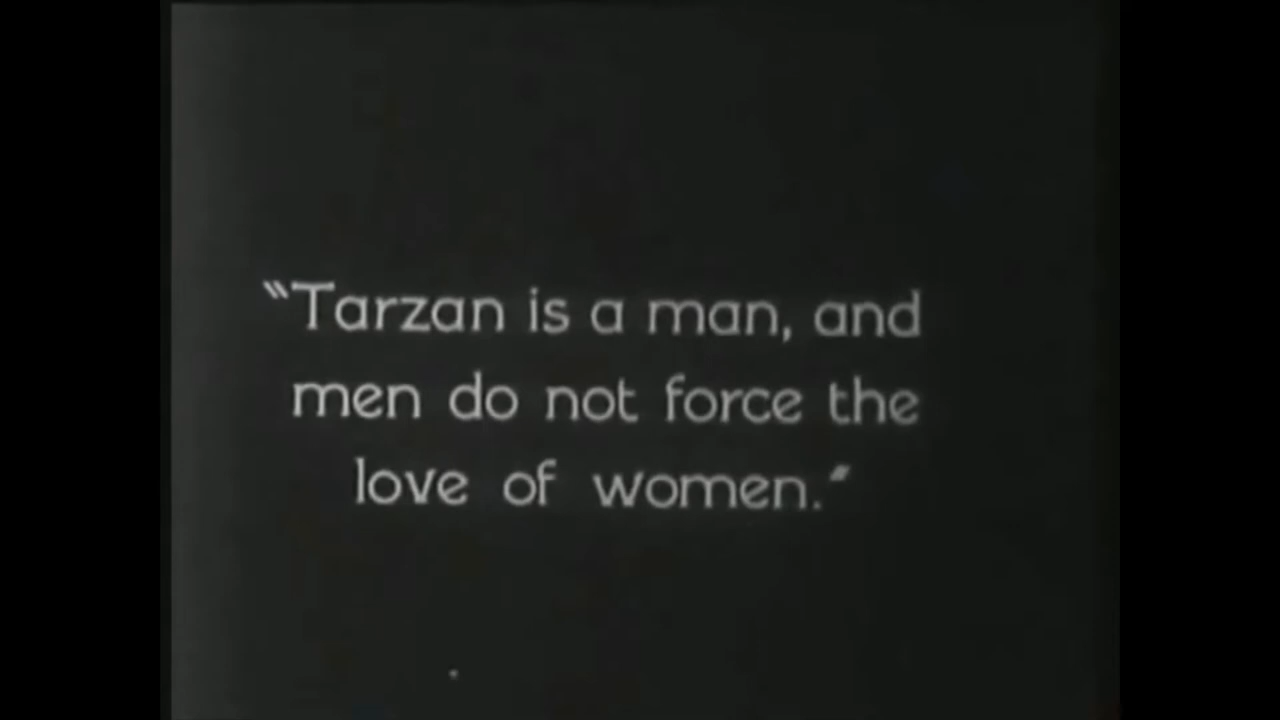 "Tarzan is a man, and
men do not force the
love of women."